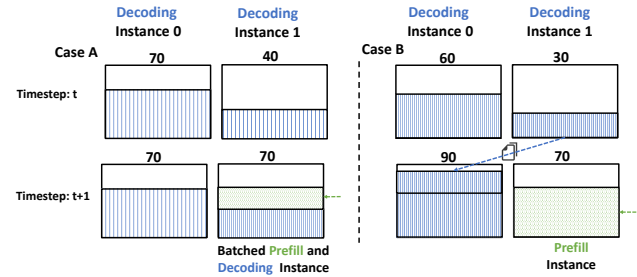 Decoding
Instance 0
Decoding
Instance 1
Case A
70
40
Timestep: t
70
70
Timestep: t+1
Batched Prefill and
Decoding Instance
Decoding
Instance 0
Decoding
Instance 1
Case B
60
30
90
70
Prefill
Instance